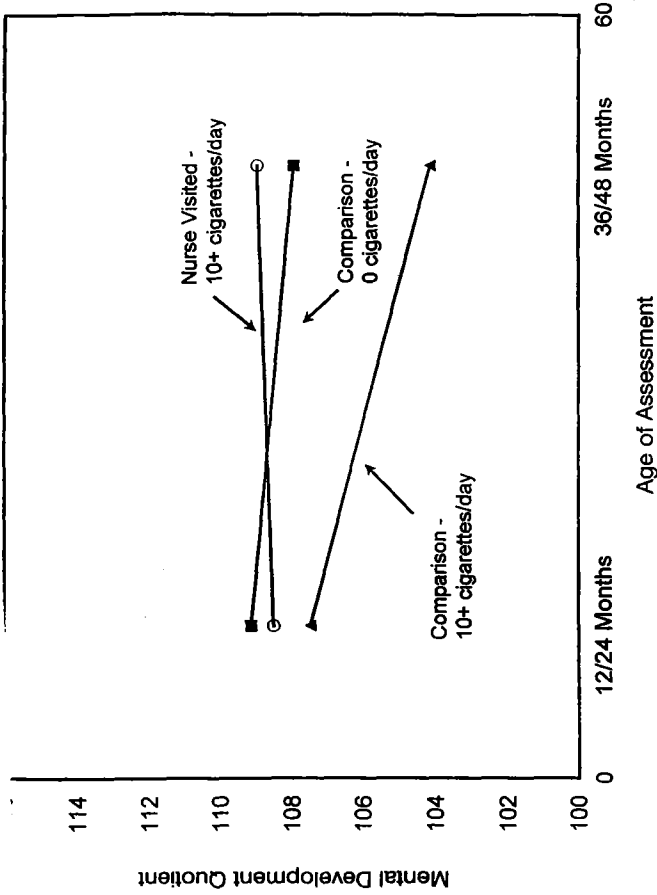 Mental Development Quotient
114
112
110
108
106
104
102
100
Nurse Visited -
10+ cigarettes/day
Comparison -
0 cigarettes/day
Comparison -
10+ cigarettes/day
0
12/24 Months
36/48 Months
60
Age of Assessment